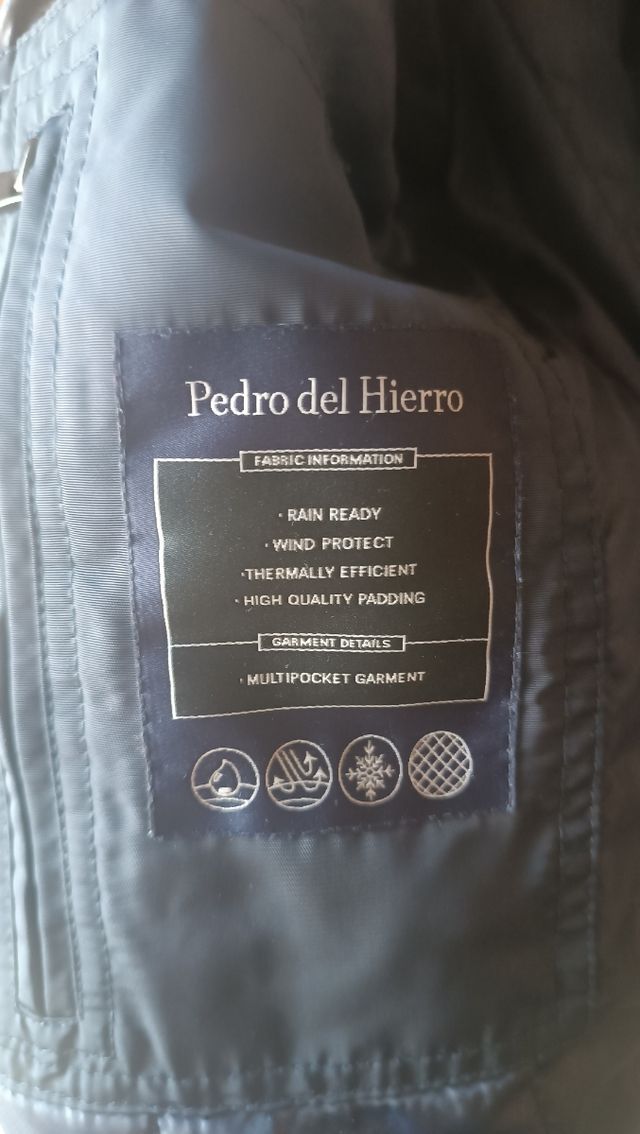 Pedro del Hierro
FABRIC INFORMATION
· RAIN READY
· WIND PROTECT
· THERMALLY EFFICIENT
· HIGH QUALITY PADDING
GARMENT DETAILS
· MULTIPOCKET GARMENT